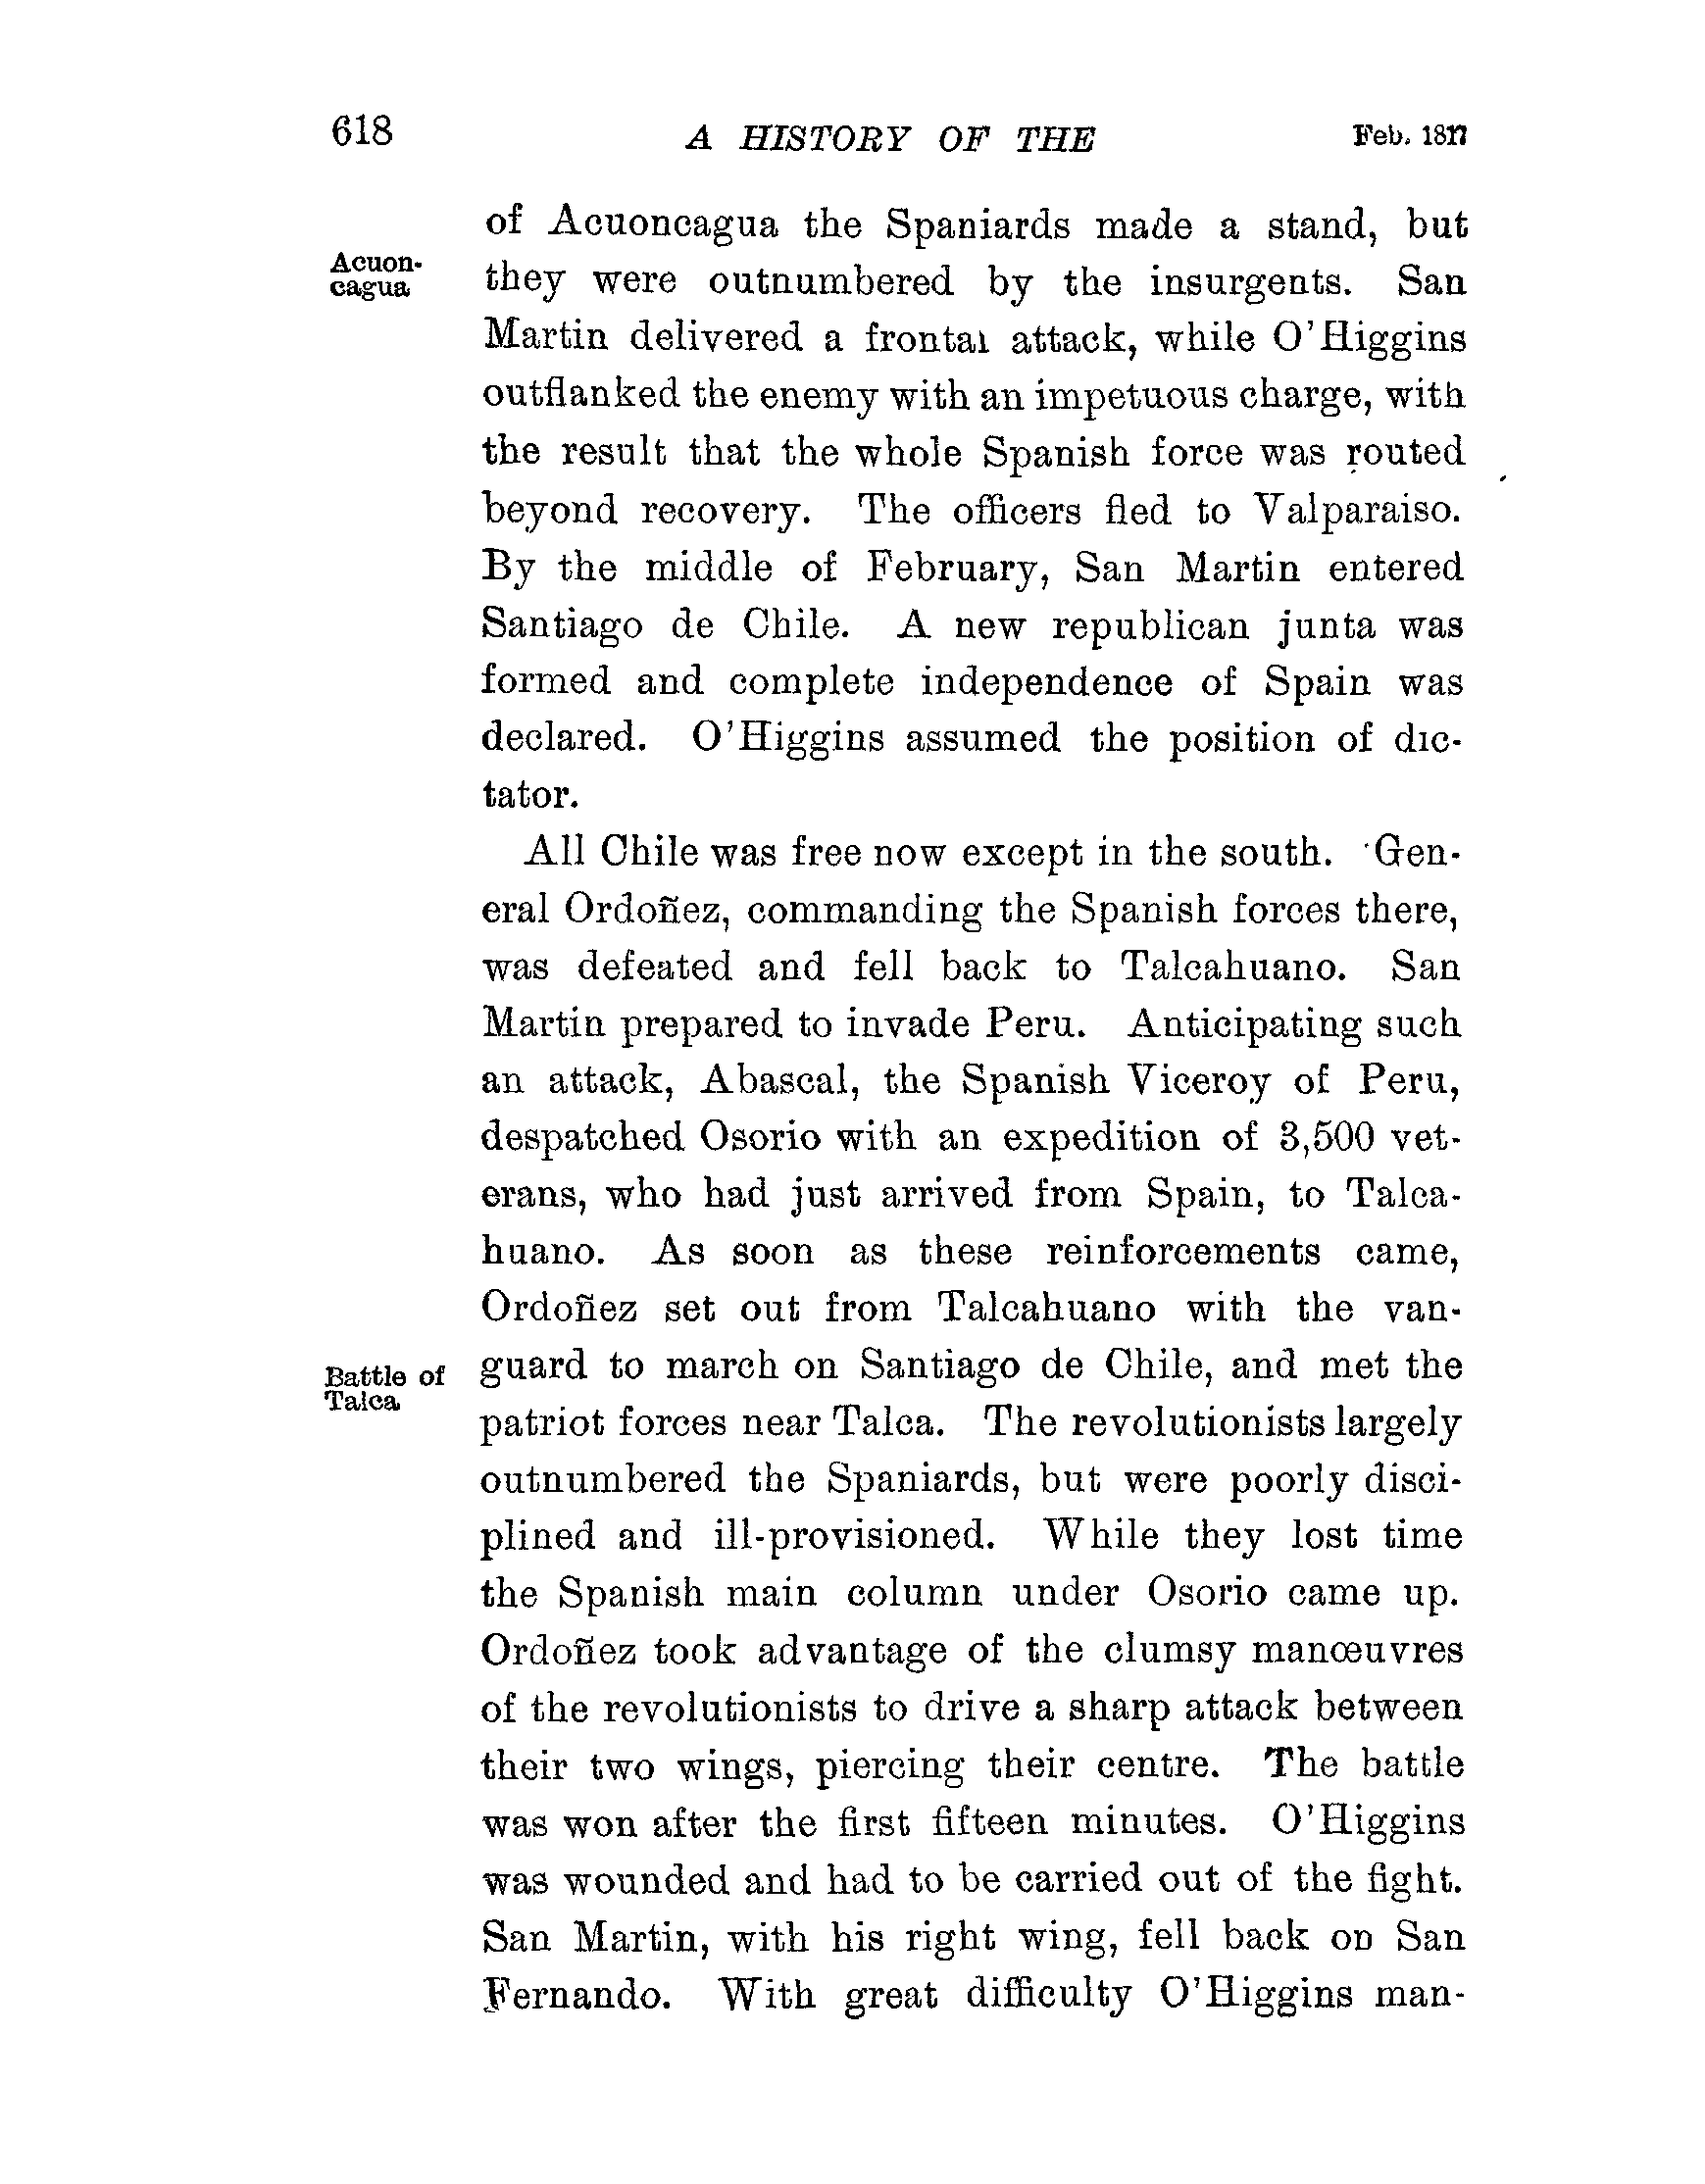 618 A HISTORY OF THE Feb. 1817
of Acuoncagua the Spaniards made a stand, but
Acuon-
cagua
they were outnumbered by the insurgents. San
Martin delivered a frontal attack, while O'Higgins
outflanked the enemy with an impetuous charge, with
the result that the whole Spanish force was routed
beyond recovery. The officers fled to Valparaiso.
By the middle of February, San Martin entered
Santiago de Chile. A new republican junta was
formed and complete independence of Spain was
declared. O'Higgins assumed the position of dic-
tator.
All Chile was free now except in the south. Gen-
eral Ordoñez, commanding the Spanish forces there,
was defeated and fell back to Talcahuano. San
Martin prepared to invade Peru. Anticipating such
an attack, Abascal, the Spanish Viceroy of Peru,
despatched Osorio with an expedition of 3,500 vet-
erans, who had just arrived from Spain, to Talca-
huano. As soon as these reinforcements came,
Ordoñez set out from Talcahuano with the van-
Battle of
Talca
guard to march on Santiago de Chile, and met the
patriot forces near Talca. The revolutionists largely
outnumbered the Spaniards, but were poorly disci-
plined and ill-provisioned. While they lost time
the Spanish main column under Osorio came up.
Ordoñez took advantage of the clumsy manœuvres
of the revolutionists to drive a sharp attack between
their two wings, piercing their centre. The battle
was won after the first fifteen minutes. O'Higgins
was wounded and had to be carried out of the fight.
San Martin, with his right wing, fell back on San
Fernando. With great difficulty O'Higgins man-